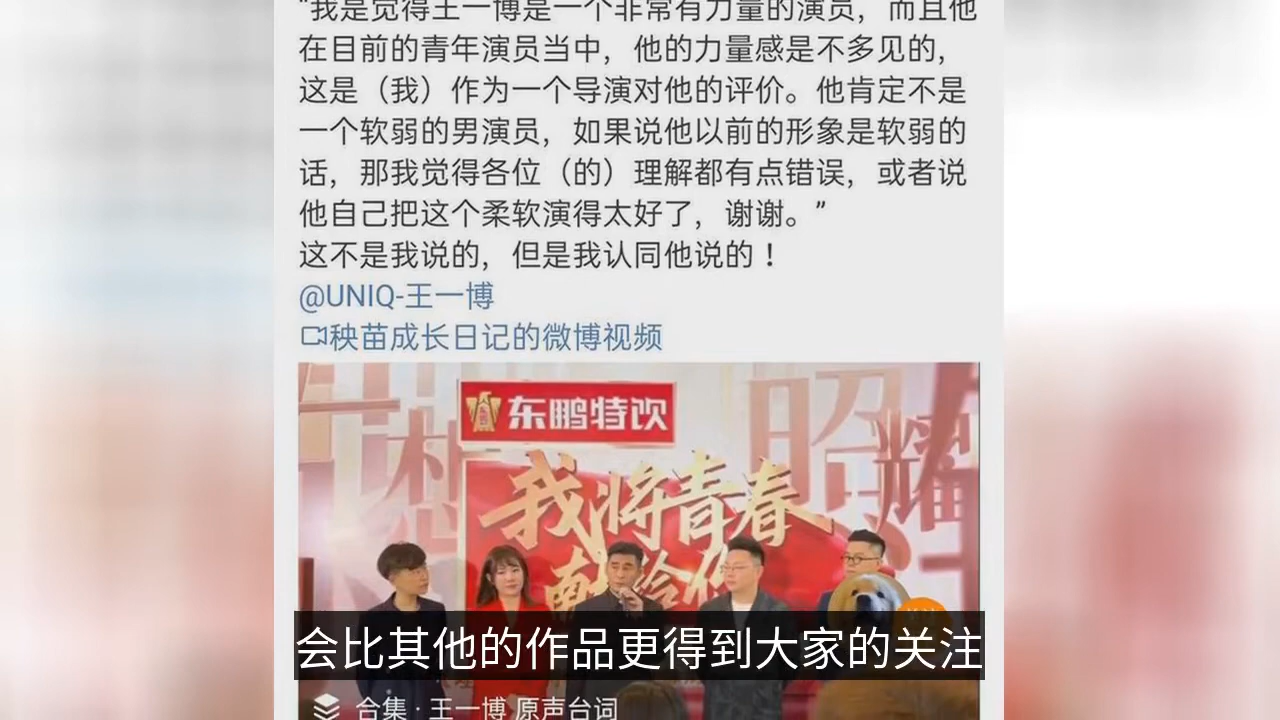 “我是觉得王一博是一个非常有力量的演员，而且他
在目前的青年演员当中，他的力量感是不多见的，
这是（我）作为一个导演对他的评价。他肯定不是
一个软弱的男演员，如果说他以前的形象是软弱的
话，那我觉得各位（的）理解都有点错误，或者说
他自己把这个柔软演得太好了，谢谢。”
这不是我说的，但是我认同他说的！
@UNIQ-王一博
秧苗成长日记的微博视频
东鹏特饮
想
昭
耀
我将青春
献给你
会比其他的作品更得到大家的关注
合集·王一博 原声台词